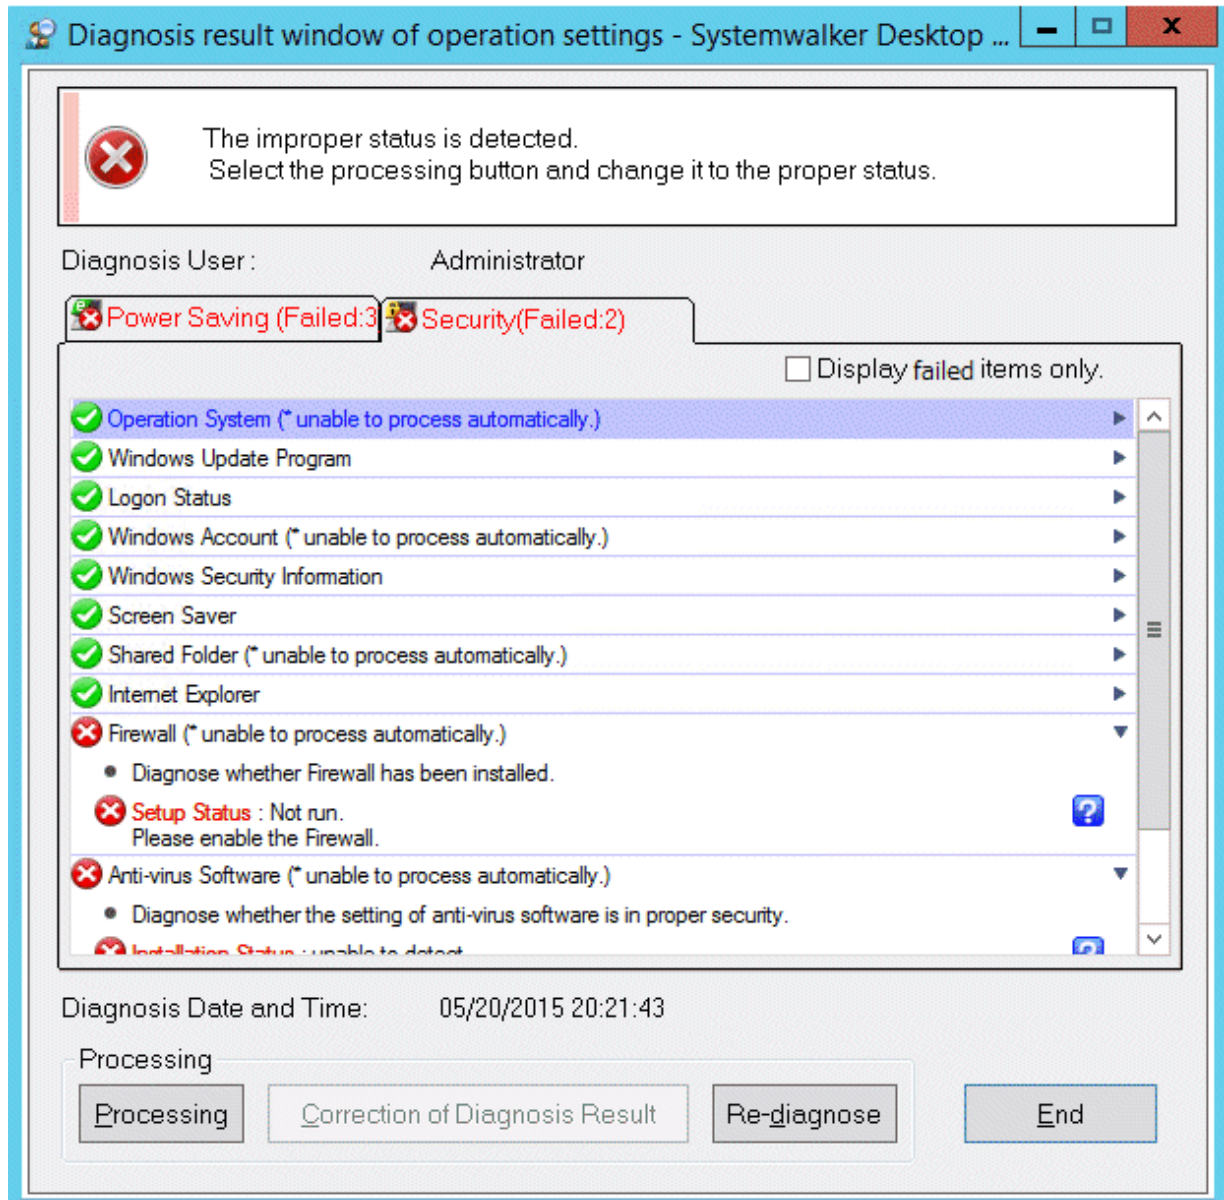 Diagnosis result window of operation settings - Systemwalker Desktop ...
The improper status is detected.
Select the processing button and change it to the proper status.
Diagnosis User : Administrator
Power Saving (Failed:3 Security(Failed:2)
Display failed items only.
Operation System (* unable to process automatically.)
Windows Update Program
Logon Status
Windows Account (* unable to process automatically.)
Windows Security Information
Screen Saver
Shared Folder (* unable to process automatically.)
Internet Explorer
Firewall (* unable to process automatically.)
Diagnose whether Firewall has been installed.
Setup Status : Not run.
Please enable the Firewall.
Anti-virus Software (* unable to process automatically.)
Diagnose whether the setting of anti-virus software is in proper security.
Installation Status : unable to detect
Diagnosis Date and Time: 05/20/2015 20:21:43
Processing
Processing Correction of Diagnosis Result Re-diagnose End